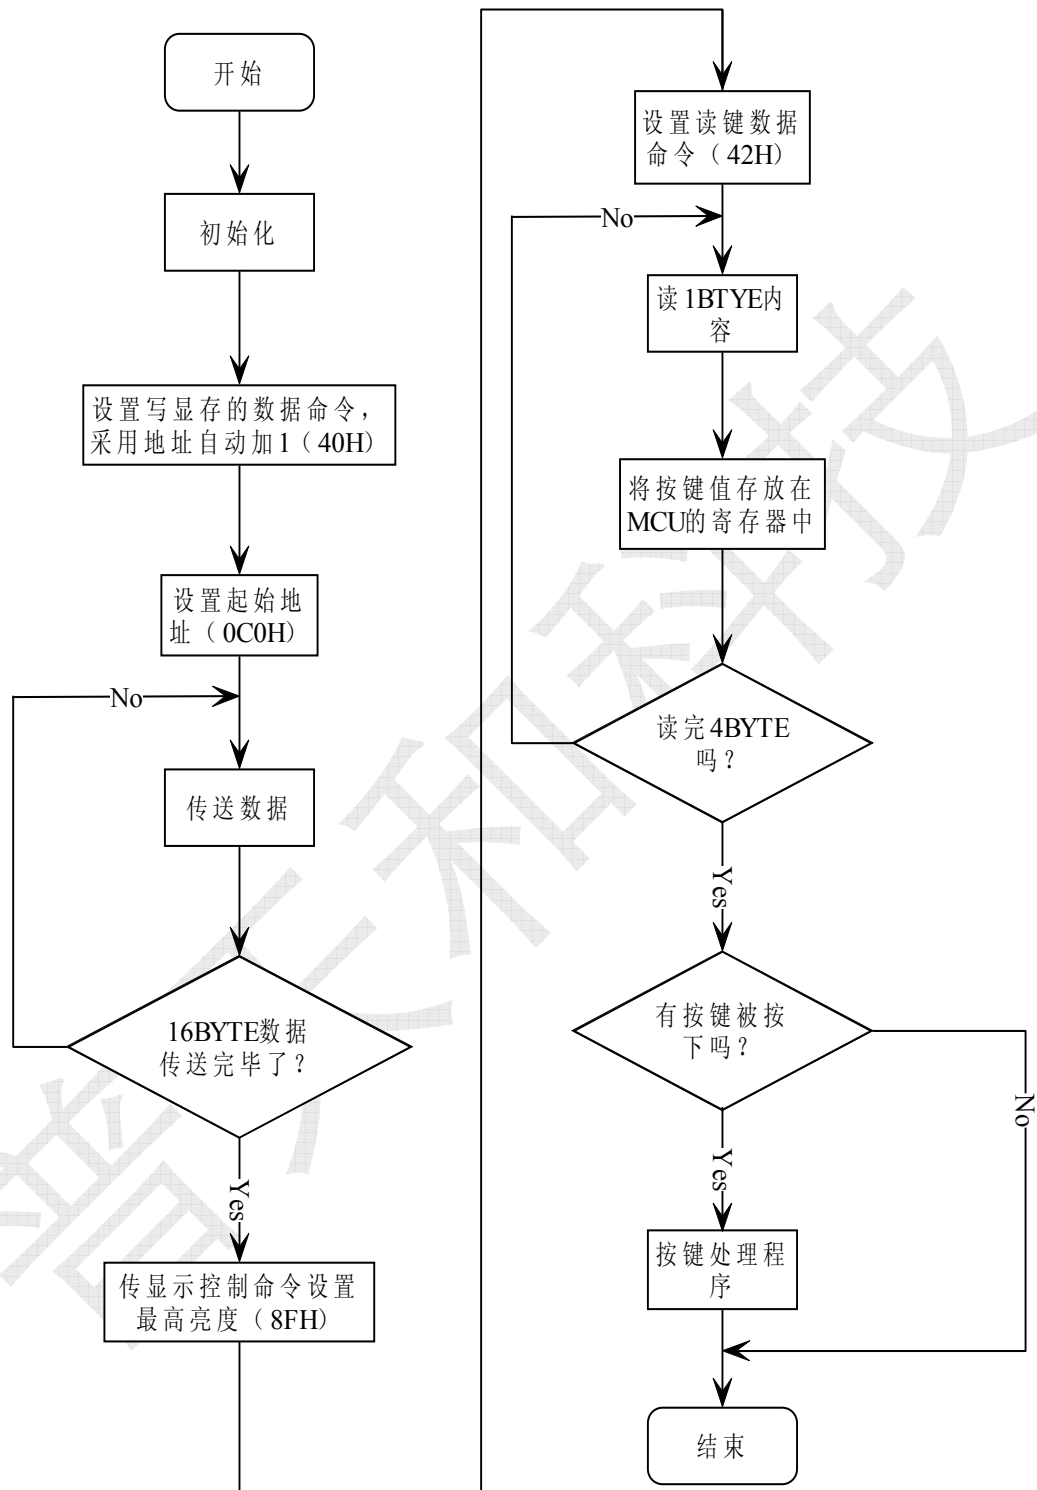 开始
初始化
设置写显存的数据命令，
采用地址自动加1（40H）
设置起始地
址（0C0H）
No
传送数据
16BYTE数据
传送完毕了？
Yes
传显示控制命令设置
最高亮度（8FH）
设置读键数据
命令（42H）
No
读1BTYE内
容
将按键值存放在
MCU的寄存器中
读完4BYTE
吗？
Yes
有按键被按
下吗？
No
Yes
按键处理程
序
结束
普天和科技